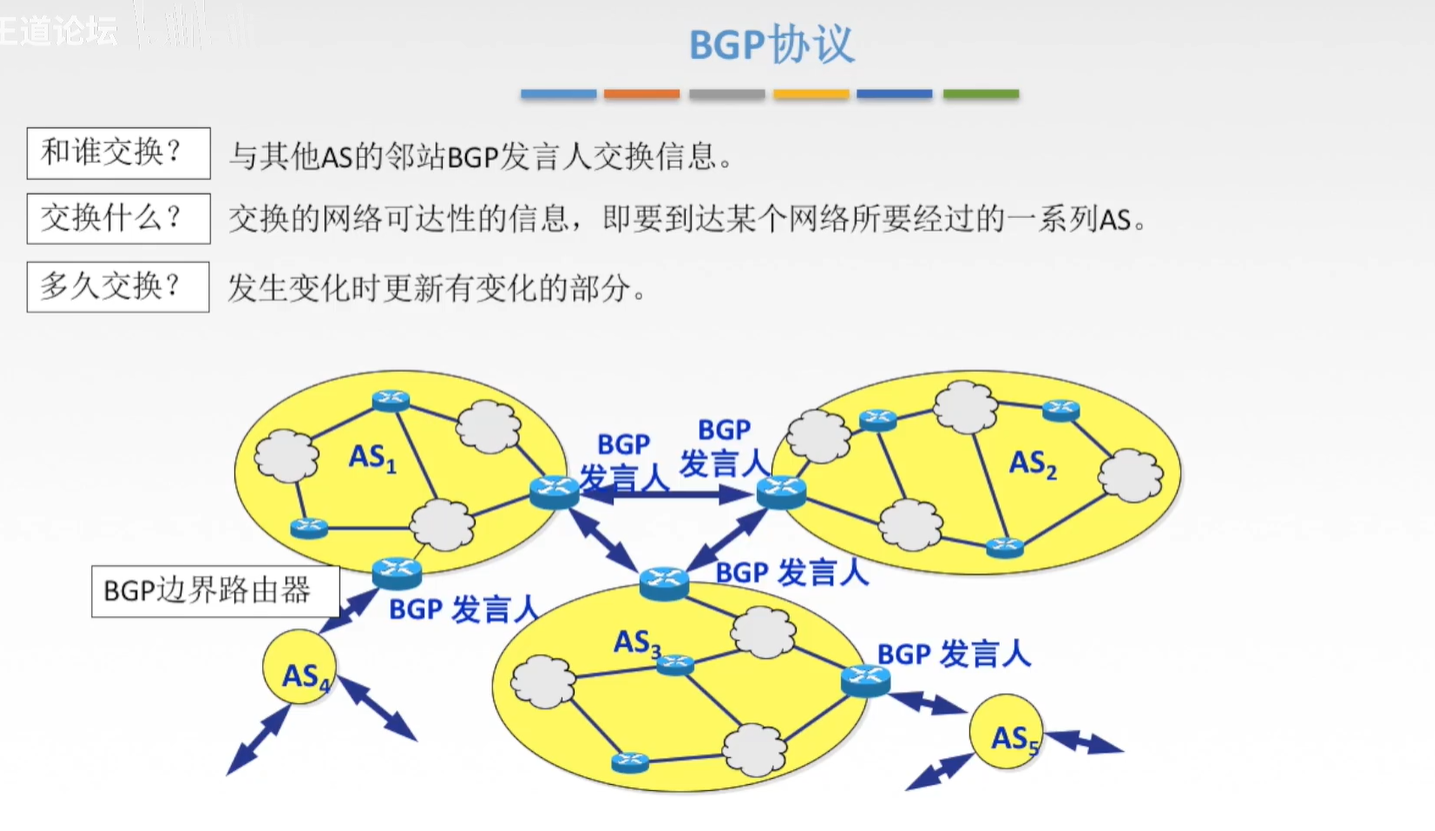 王道论坛
BGP协议
和谁交换？
与其他AS的邻站BGP发言人交换信息。
交换什么？
交换的网络可达性的信息，即要到达某个网络所要经过的一系列AS。
多久交换？
发生变化时更新有变化的部分。
AS1
BGP
发言人
BGP
发言人
AS2
BGP边界路由器
BGP 发言人
BGP 发言人
AS3
BGP 发言人
AS4
AS5